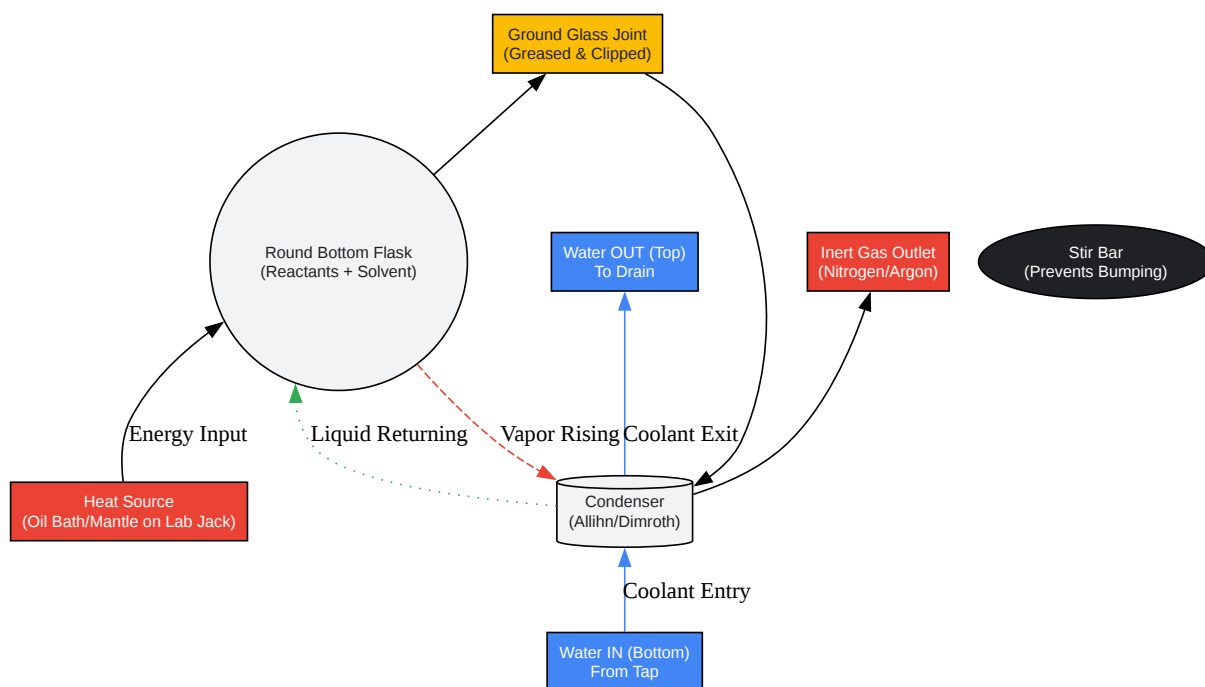 Ground Glass Joint
(Greased & Clipped)
Round Bottom Flask
(Reactants + Solvent)
Water OUT (Top)
To Drain
Inert Gas Outlet
(Nitrogen/Argon)
Stir Bar
(Prevents Bumping)
Energy Input
Liquid Returning
Vapor Rising
Coolant Exit
Heat Source
(Oil Bath/Mantle on Lab Jack)
Condenser
(Allihn/Dimroth)
Coolant Entry
Water IN (Bottom)
From Tap